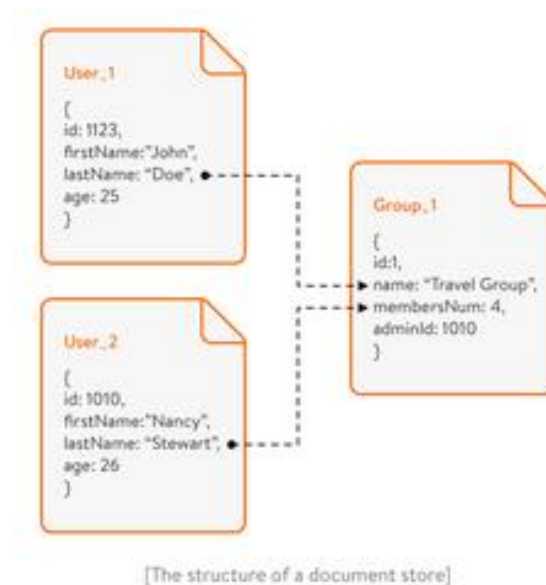 User_1
{
id: 1123,
firstName:"John",
lastName: “Doe”,
age: 25
}
Group_1
{
id:1,
name: “Travel Group”,
membersNum: 4,
adminId: 1010
}
User_2
{
id: 1010,
firstName:"Nancy",
lastName: “Stewart”,
age: 26
}
[The structure of a document store]